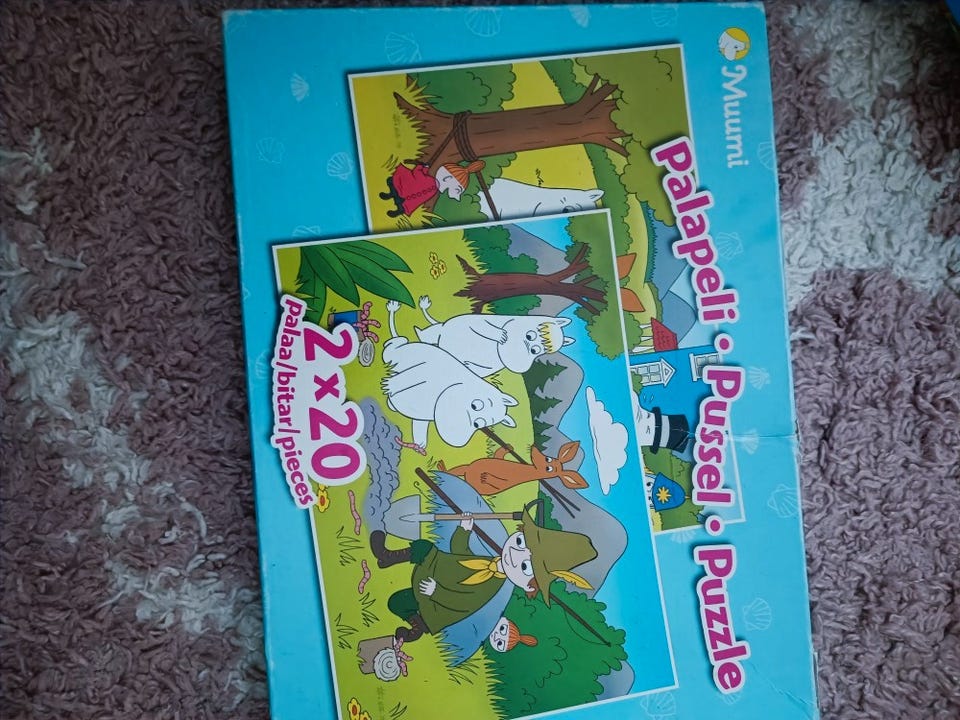 Muumi
Palapeli • Pussel • Puzzle
2 x 20
palaa/bitar/pieces